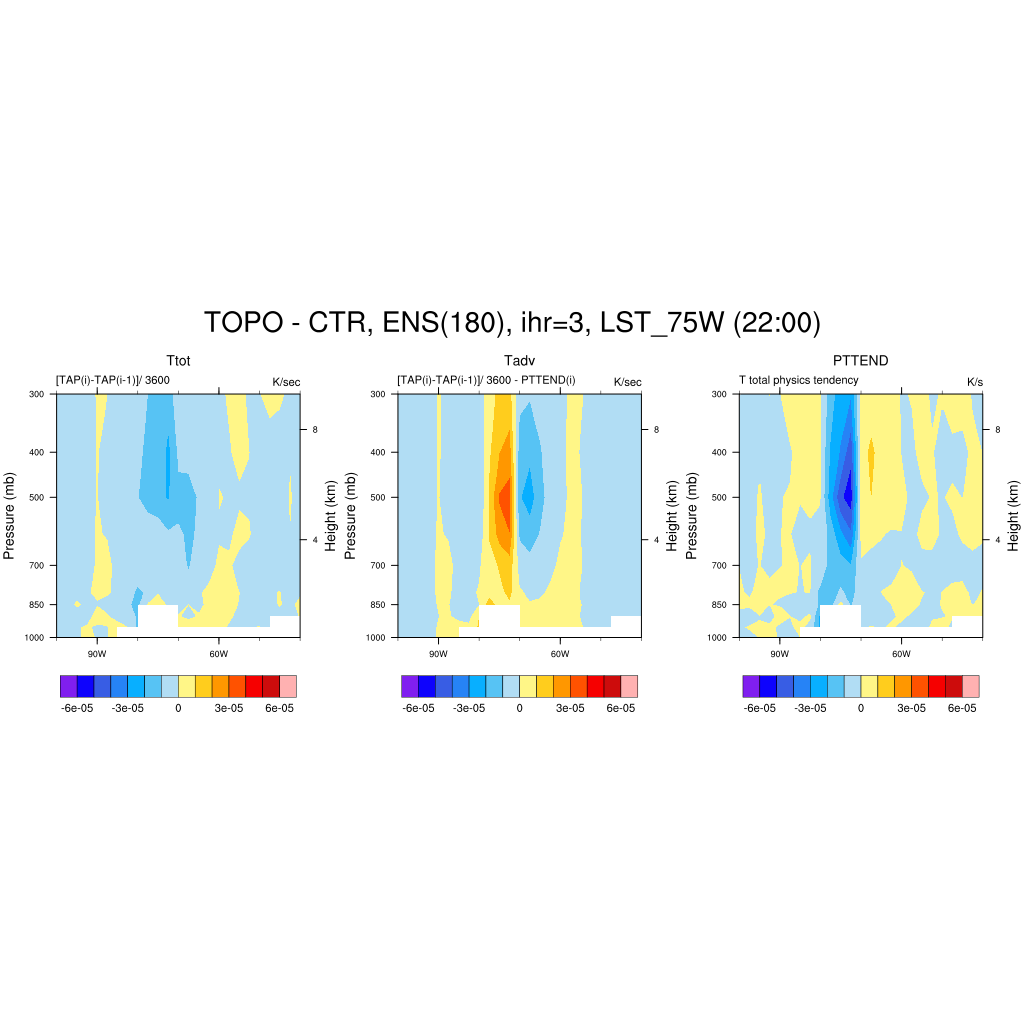 TOPO - CTR, ENS(180), ihr=3, LST_75W (22:00)
Ttot
[TAP(i)-TAP(i-1)]/ 3600 K/sec
300
400
500
700
850
1000
Pressure (mb)
8
4
Height (km)
90W 60W
-6e-05 -3e-05 0 3e-05 6e-05
Tadv
[TAP(i)-TAP(i-1)]/ 3600 - PTTEND(i) K/sec
300
400
500
700
850
1000
Pressure (mb)
8
4
Height (km)
90W 60W
-6e-05 -3e-05 0 3e-05 6e-05
PTTEND
T total physics tendency K/s
300
400
500
700
850
1000
Pressure (mb)
8
4
Height (km)
90W 60W
-6e-05 -3e-05 0 3e-05 6e-05